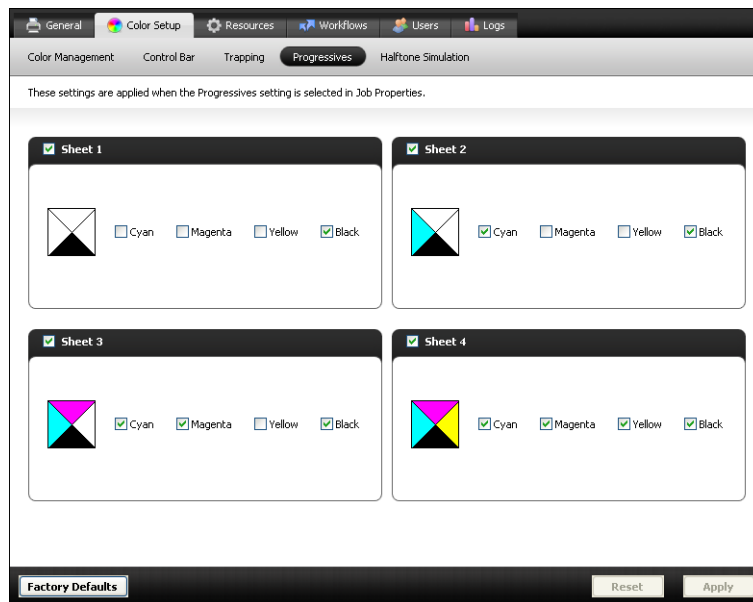 General Color Setup Resources Workflows Users Logs
Color Management Control Bar Trapping Progressives Halftone Simulation
These settings are applied when the Progressives setting is selected in Job Properties.
Sheet 1 Sheet 2
Cyan Magenta Yellow Black Cyan Magenta Yellow Black
Sheet 3 Sheet 4
Cyan Magenta Yellow Black Cyan Magenta Yellow Black
Factory Defaults Reset Apply